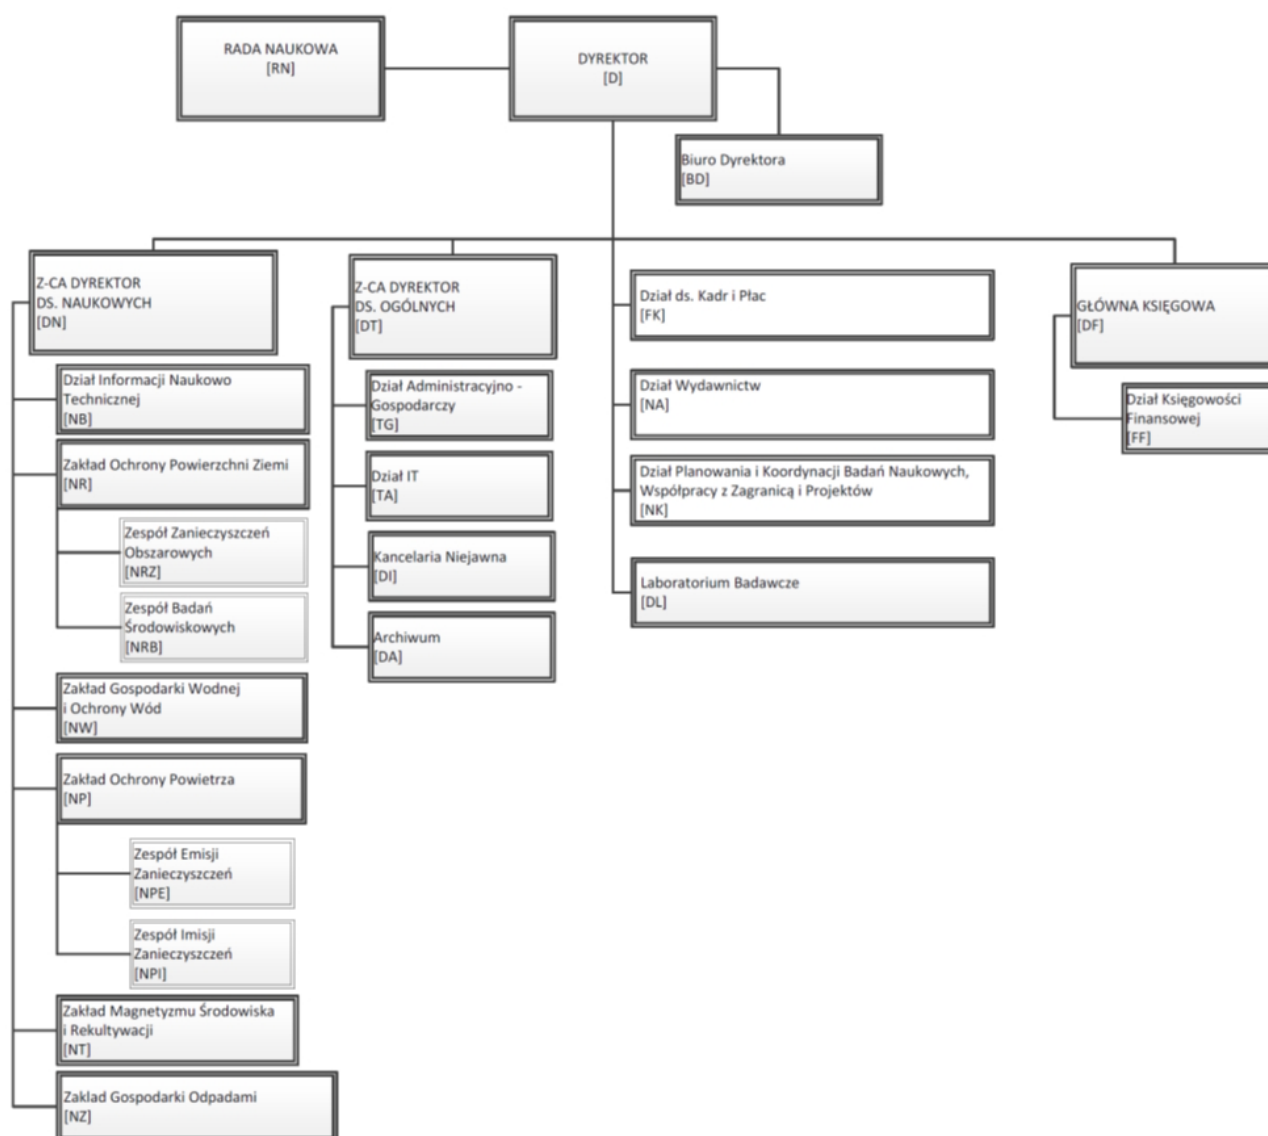 RADA NAUKOWA
[RN]
DYREKTOR
[D]
Biuro Dyrektora
[BD]
Z-CA DYREKTOR
DS. NAUKOWYCH
[DN]
Dział Informacji Naukowo
Technicznej
[NB]
Zakład Ochrony Powierzchni Ziemi
[NR]
Zespół Zanieczyszczeń
Obszarowych
[NRZ]
Zespół Badań
Środowiskowych
[NRB]
Zakład Gospodarki Wodnej
i Ochrony Wód
[NW]
Zakład Ochrony Powietrza
[NP]
Zespół Emisji
Zanieczyszczeń
[NPE]
Zespół Imisji
Zanieczyszczeń
[NPI]
Zakład Magnetyzmu Środowiska
i Rekultywacji
[NT]
Zaklad Gospodarki Odpadami
[NZ]
Z-CA DYREKTOR
DS. OGÓLNYCH
[DT]
Dział Administracyjno -
Gospodarczy
[TG]
Dział IT
[TA]
Kancelaria Niejawna
[DI]
Archiwum
[DA]
Dział ds. Kadr i Płac
[FK]
Dział Wydawnictw
[NA]
Dział Planowania i Koordynacji Badań Naukowych,
Współpracy z Zagranicą i Projektów
[NK]
Laboratorium Badawcze
[DL]
GŁÓWNA KSIĘGOWA
[DF]
Dział Księgowości
Finansowej
[FF]